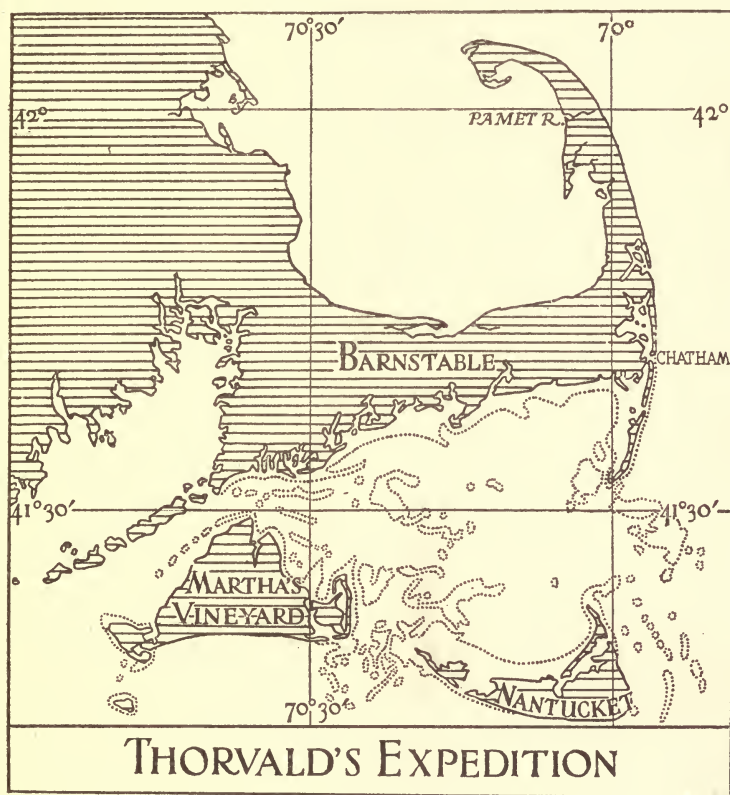 70°30′ 70°
42° PAMET R. 42°
BARNSTABLE
CHATHAM
41°30′ 41°30′
MARTHA'S
VINEYARD
NANTUCKET
70°30′
THORVALD'S EXPEDITION